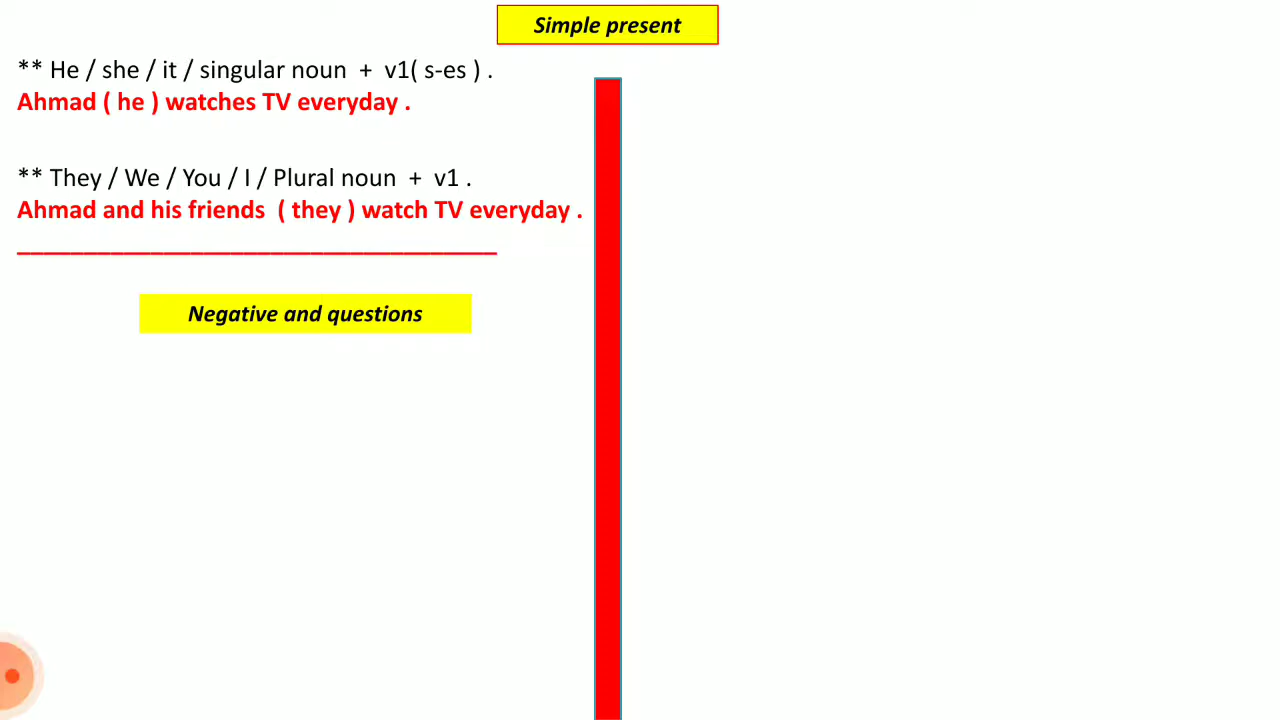 Simple present
** He / she / it / singular noun + v1( s-es ) .
Ahmad ( he ) watches TV everyday .
** They / We / You / I / Plural noun + v1 .
Ahmad and his friends ( they ) watch TV everyday .
____________________________________
Negative and questions